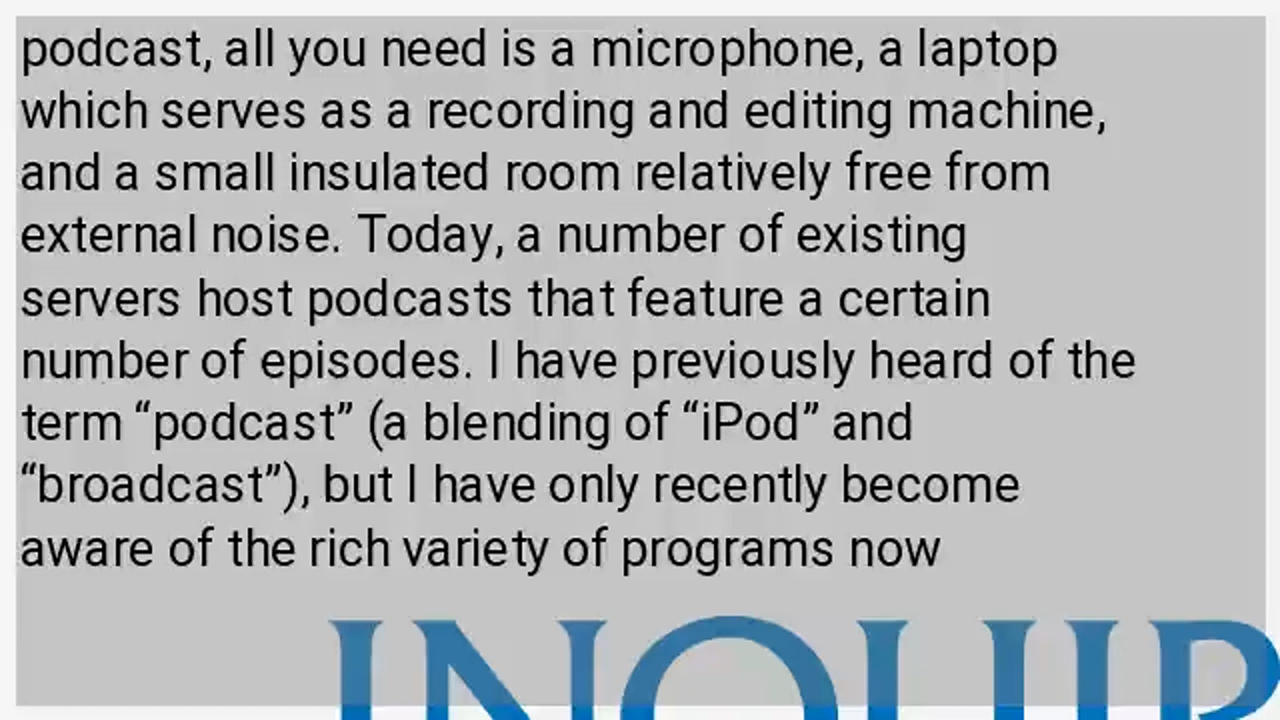 podcast, all you need is a microphone, a laptop
which serves as a recording and editing machine,
and a small insulated room relatively free from
external noise. Today, a number of existing
servers host podcasts that feature a certain
number of episodes. I have previously heard of the
term “podcast” (a blending of “iPod” and
“broadcast”), but I have only recently become
aware of the rich variety of programs now